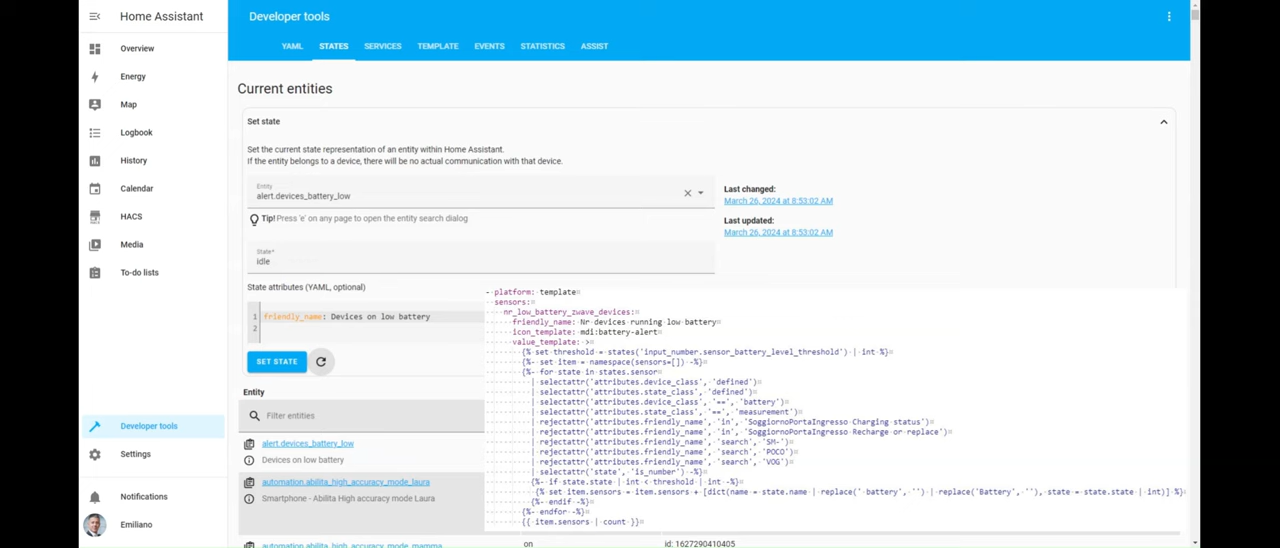 Home Assistant
Overview
Energy
Map
Logbook
History
Calendar
HACS
Media
To-do lists
Developer tools
Settings
Notifications
Emiliano
Developer tools
YAML STATES SERVICES TEMPLATE EVENTS STATISTICS ASSIST
Current entities
Set state
Set the current state representation of an entity within Home Assistant.
If the entity belongs to a device, there will be no actual communication with that device.
Entity
alert.devices_battery_low
Tip! Press 'e' on any page to open the entity search dialog
Last changed:
March 26, 2024 at 8:53:02 AM
Last updated:
March 26, 2024 at 8:53:02 AM
State*
idle
State attributes (YAML, optional)
1 friendly_name: Devices on low battery
2
SET STATE
Entity
Filter entities
alert.devices_battery_low
Devices on low battery
automation.abilita_high_accuracy_mode_laura
Smartphone - Abilita High accuracy mode Laura
automation.abilita_high_accuracy_mode_mamma
on
id: 1627290410405
- platform: template
sensors:
nr_low_battery_zwave_devices:
friendly_name: Nr devices running low battery
icon_template: mdi:battery-alert
value_template: >
{% set threshold = states('input_number.sensor_battery_level_threshold') | int %}
{%- set item = namespace(sensors=[]) -%}
{%- for state in states.sensor
| selectattr('attributes.device_class', 'defined')
| selectattr('attributes.state_class', 'defined')
| selectattr('attributes.device_class', '==', 'battery')
| selectattr('attributes.state_class', '==', 'measurement')
| rejectattr('attributes.friendly_name', 'in', 'SoggiornoPortaIngresso Charging status')
| rejectattr('attributes.friendly_name', 'in', 'SoggiornoPortaIngresso Recharge or replace')
| rejectattr('attributes.friendly_name', 'search', 'SM-')
| rejectattr('attributes.friendly_name', 'search', 'POCO')
| rejectattr('attributes.friendly_name', 'search', 'VOG')
| selectattr('state', 'is_number') -%}
{%- if state.state | int < threshold | int -%}
{% set item.sensors = item.sensors + [dict(name = state.name | replace(' battery', '') | replace('Battery', ''), state = state.state | int)] %}
{%- endif -%}
{%- endfor -%}
{{ item.sensors | count }}